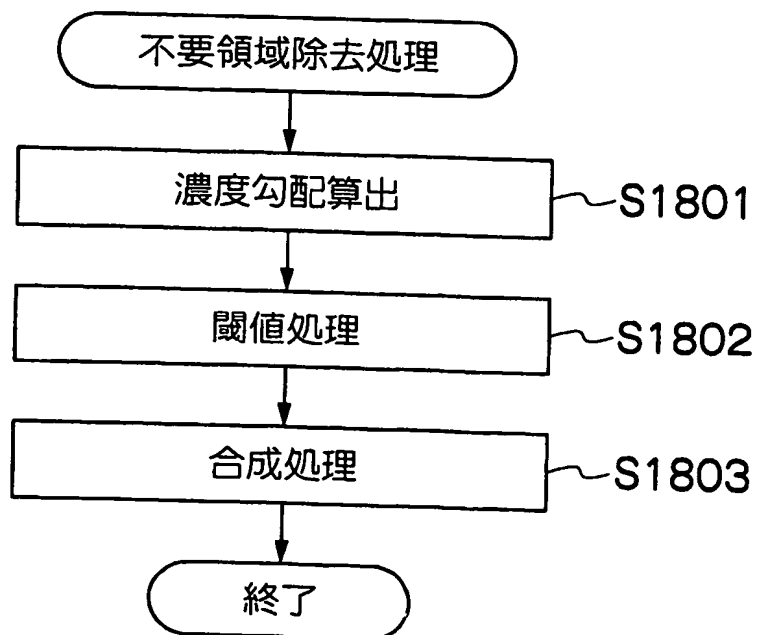 不要領域除去処理
濃度勾配算出
S1801
閾値処理
S1802
合成処理
S1803
終了